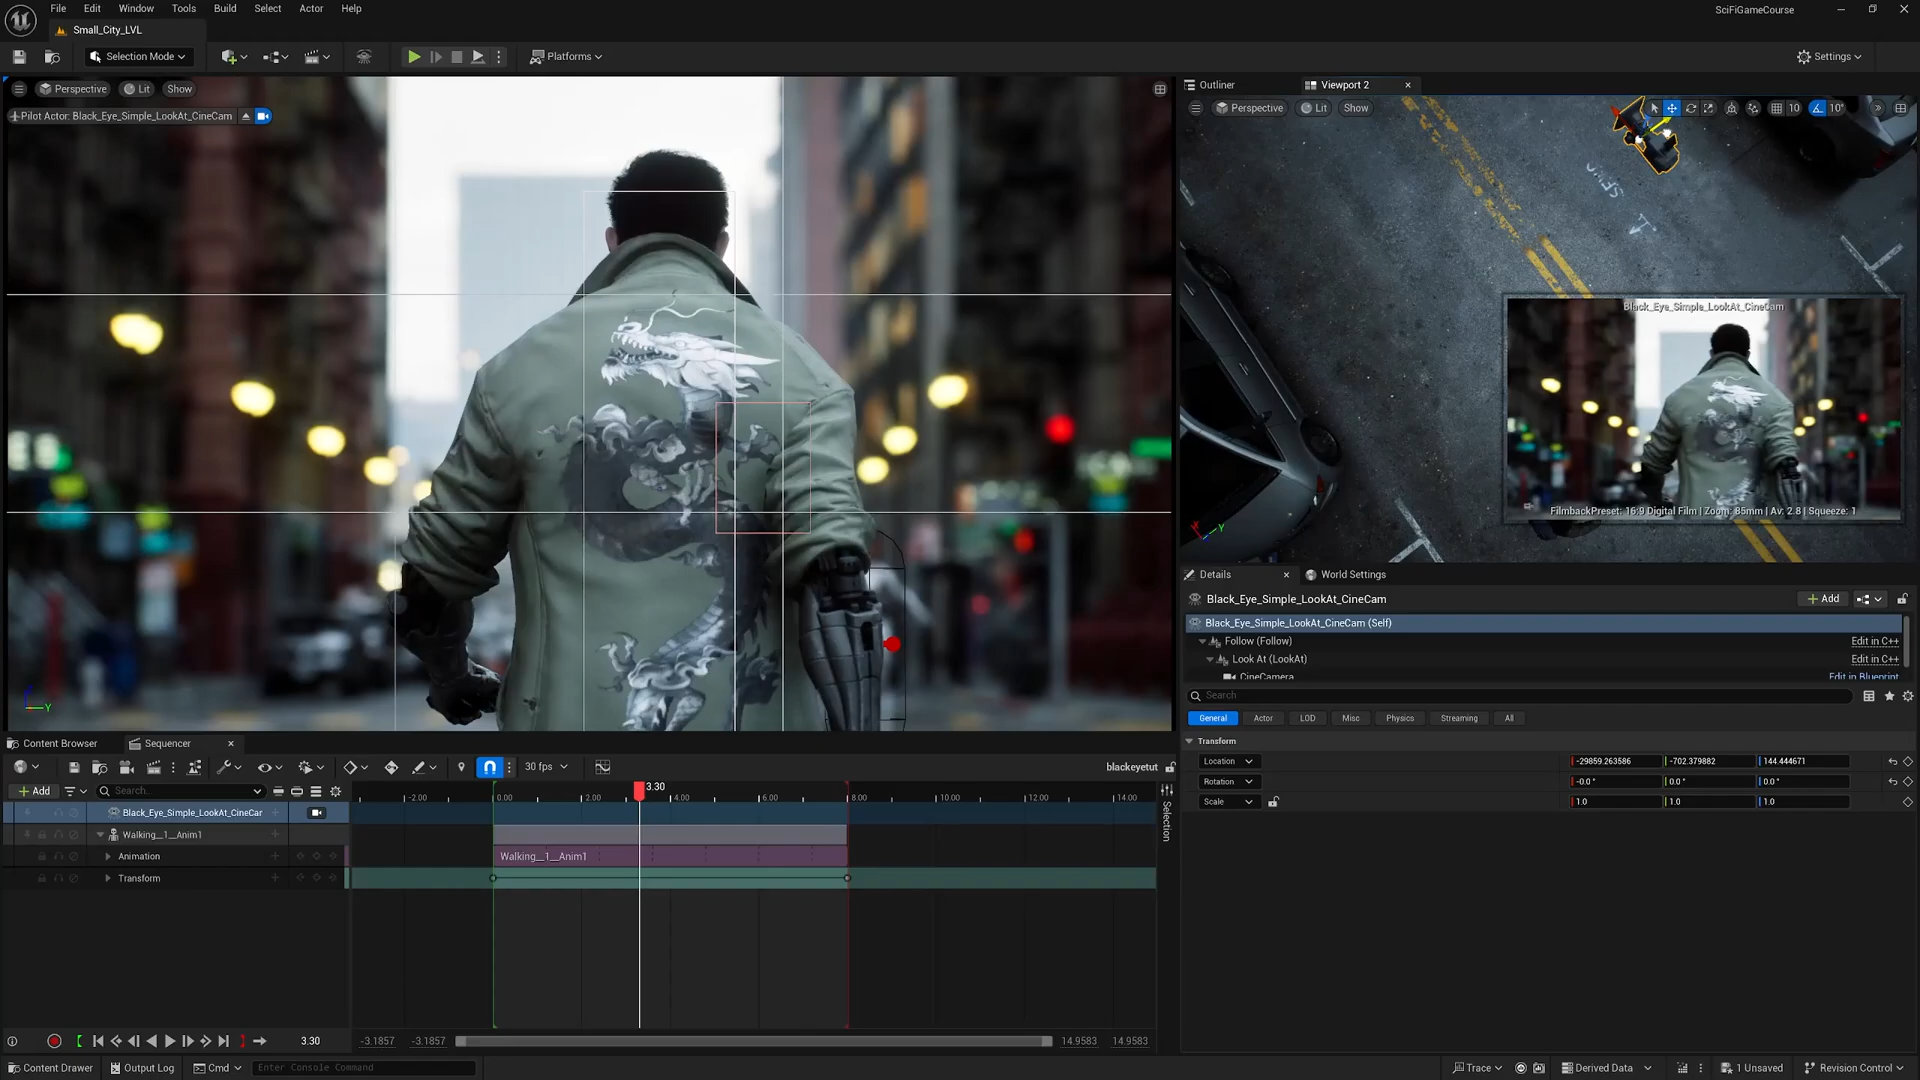 File Edit Window Tools Build Select Actor Help
SciFiGameCourse
Small_City_LVL
Selection Mode
Platforms
Settings
Perspective Lit Show
Pilot Actor: Black_Eye_Simple_LookAt_CineCam
Outliner
Viewport 2
Perspective Lit Show
10
10°
Black_Eye_Simple_LookAt_CineCam
FilmbackPreset: 16:9 Digital Film | Zoom: 85mm | Av: 2.8 | Squeeze: 1
Y
X
Y
Details
World Settings
Black_Eye_Simple_LookAt_CineCam
Add
Black_Eye_Simple_LookAt_CineCam (Self)
Follow (Follow) Edit in C++
Look At (LookAt) Edit in C++
CineCamera Edit in Blueprint
Search
General Actor LOD Misc Physics Streaming All
Transform
Location -29859.263586 -702.379882 144.444671
Rotation -0.0 ° 0.0 ° 0.0 °
Scale 1.0 1.0 1.0
Content Browser
Sequencer
30 fps
blackeyetut
Add
Search...
3.30
-2.00 0.00 2.00 4.00 6.00 8.00 10.00 12.00 14.00
Selection
Black_Eye_Simple_LookAt_CineCar
Walking__1__Anim1
Animation
Walking__1__Anim1
Transform
3.30
-3.1857 -3.1857 14.9583 14.9583
Content Drawer
Output Log
Cmd
Enter Console Command
Trace
Derived Data
1 Unsaved
Revision Control